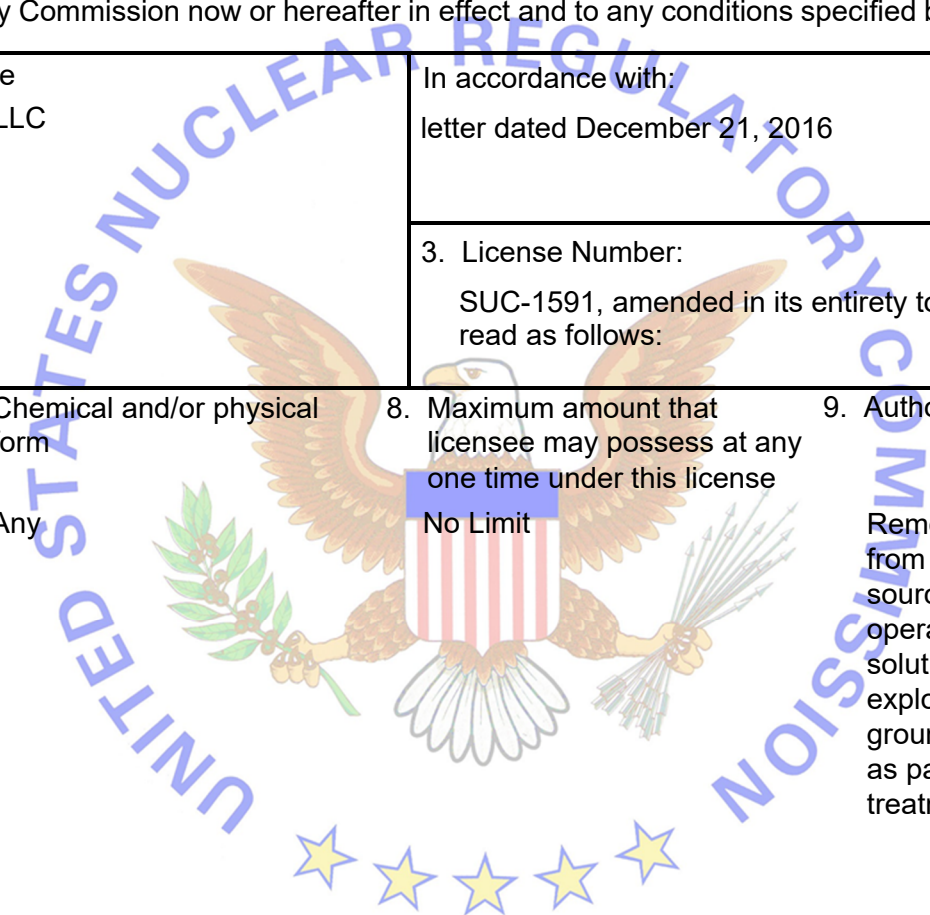 y Commission now or hereafter in effect and to any conditions specified b
e
LLC
In accordance with:
letter dated December 21, 2016
3. License Number:
SUC-1591, amended in its entirety to
read as follows:
Chemical and/or physical
form
Any
8. Maximum amount that
licensee may possess at any
one time under this license
No Limit
9. Autho
Remo
from
sourc
opera
solut
explo
groun
as pa
treatr
UNITED STATES NUCLEAR REGULATORY COMMISSION